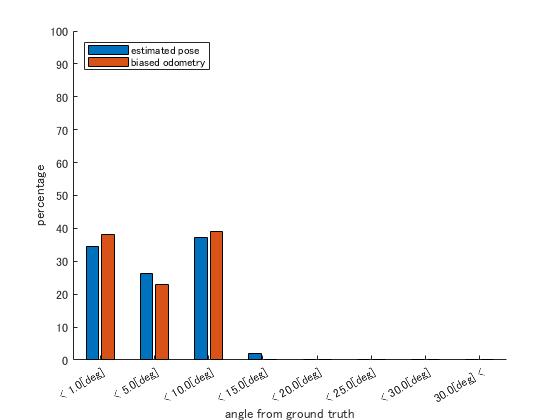 100
90
80
70
60
50
40
30
20
10
0
percentage
estimated pose
biased odometry
< 1.0[deg]
< 5.0[deg]
< 10.0[deg]
< 15.0[deg]
< 20.0[deg]
< 25.0[deg]
< 30.0[deg]
30.0[deg] <
angle from ground truth